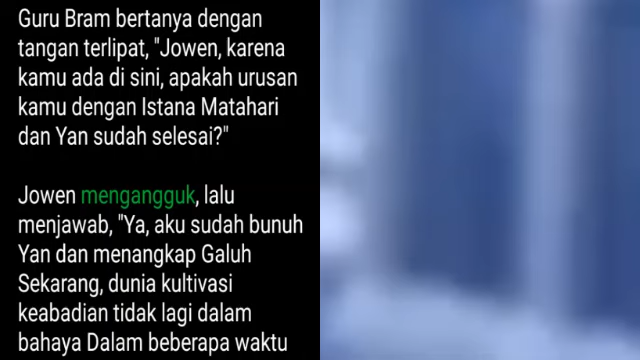 Guru Bram bertanya dengan
tangan terlipat, "Jowen, karena
kamu ada di sini, apakah urusan
kamu dengan Istana Matahari
dan Yan sudah selesai?"
Jowen mengangguk, lalu
menjawab, "Ya, aku sudah bunuh
Yan dan menangkap Galuh
Sekarang, dunia kultivasi
keabadian tidak lagi dalam
bahaya Dalam beberapa waktu